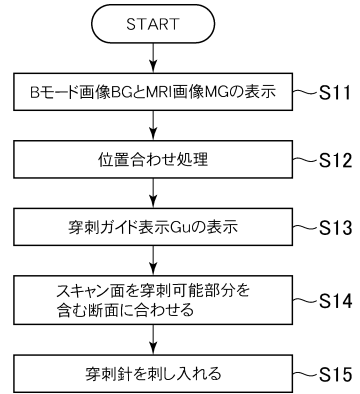 START
Bモード画像BGとMRI画像MGの表示
S11
位置合わせ処理
S12
穿刺ガイド表示Guの表示
S13
スキャン面を穿刺可能部分を
含む断面に合わせる
S14
穿刺針を刺し入れる
S15